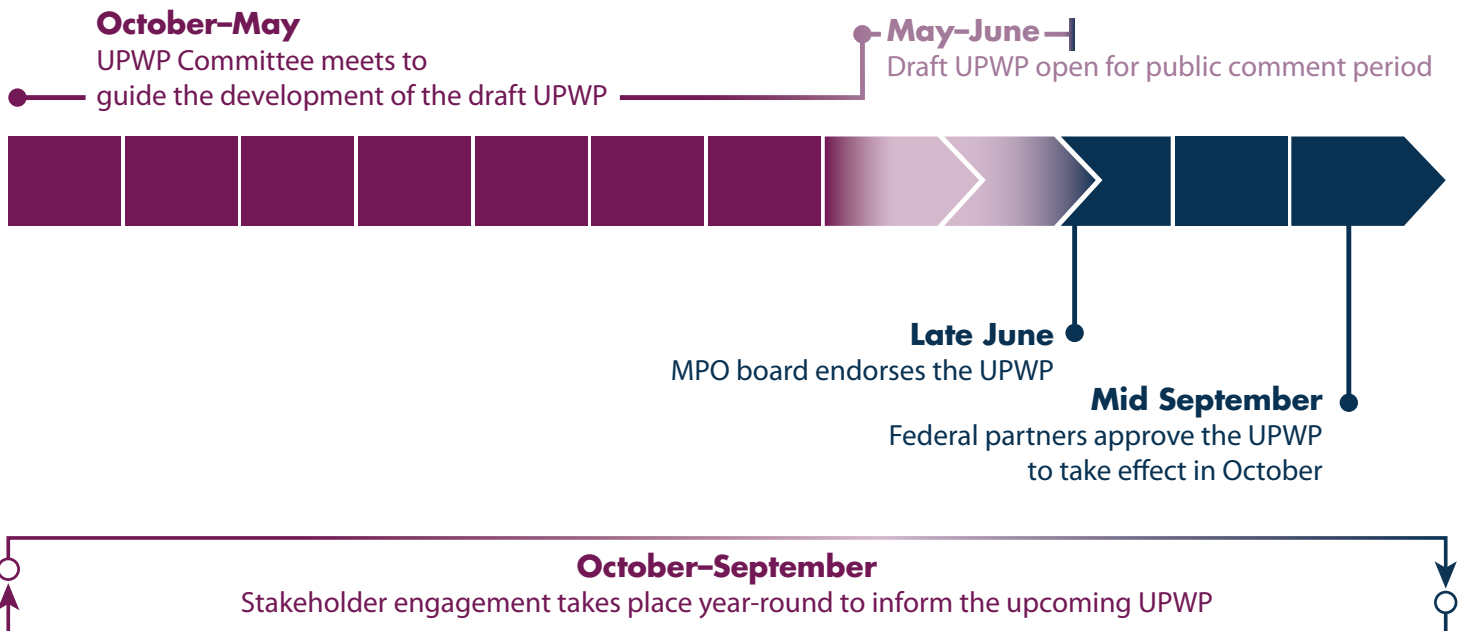 October–May
UPWP Committee meets to
guide the development of the draft UPWP
May–June
Draft UPWP open for public comment period
Late June
MPO board endorses the UPWP
Mid September
Federal partners approve the UPWP
to take effect in October
October–September
Stakeholder engagement takes place year-round to inform the upcoming UPWP